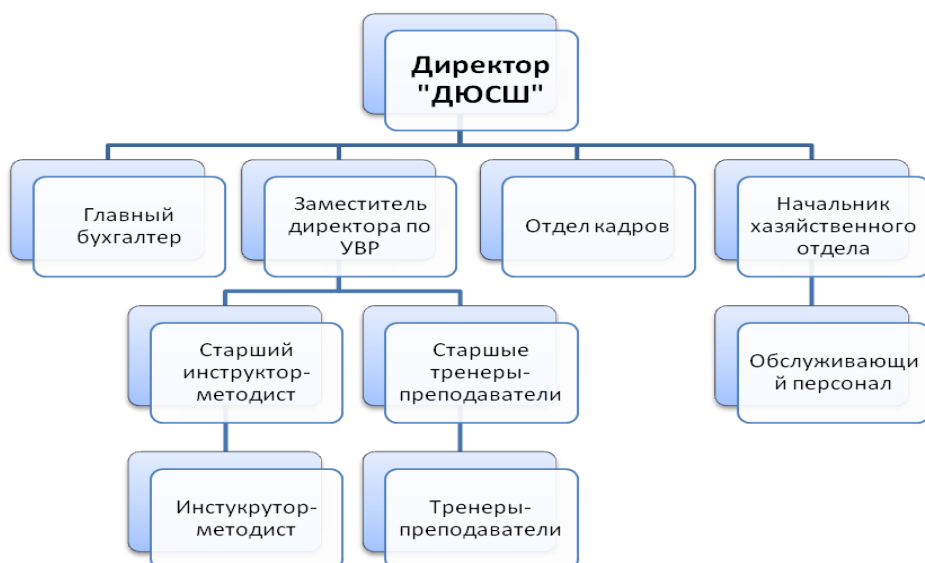 Директор
"ДЮСШ"
Главный
бухгалтер
Заместитель
директора по
УВР
Отдел кадров
Начальник
хазяйственного
отдела
Старший
инструктор-
методист
Старшые
тренеры-
преподаватели
Обслуживающи
й персонал
Инстукрутор-
методист
Тренеры-
преподаватели